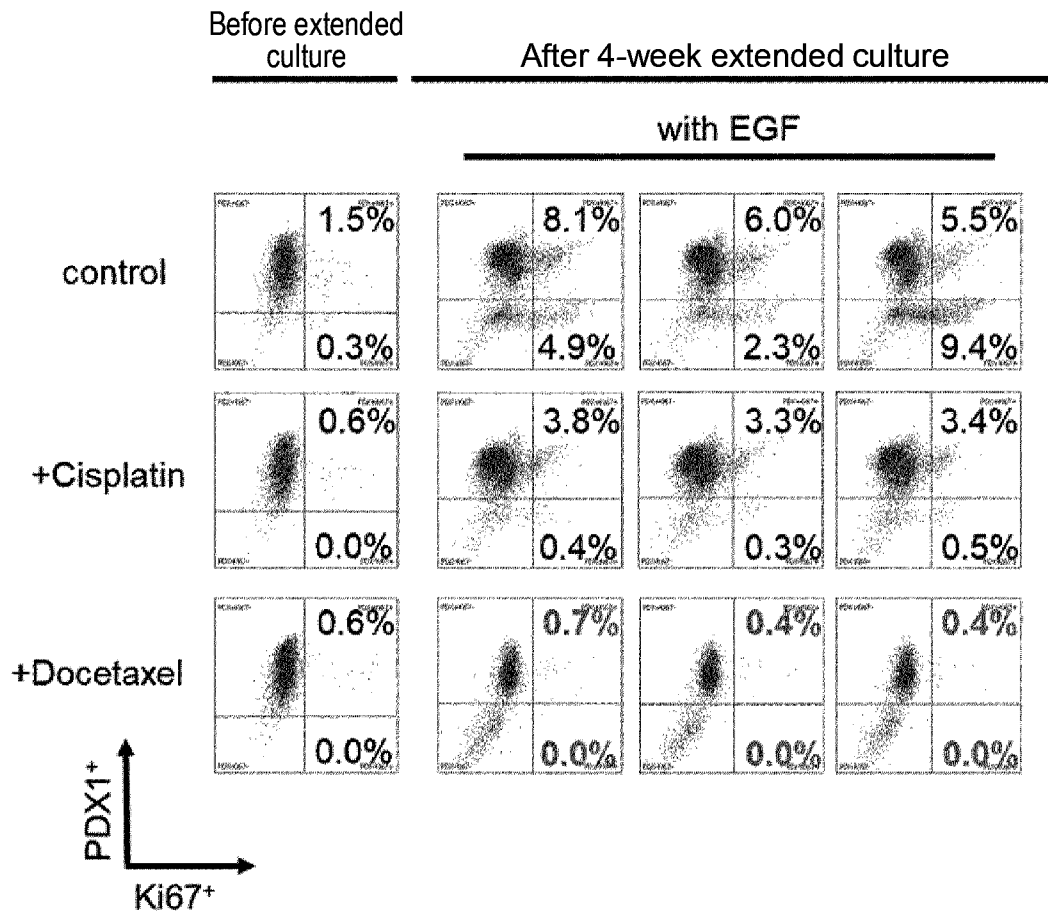 Before extended
culture
After 4-week extended culture
with EGF
control
1.5%
0.3%
8.1%
4.9%
6.0%
2.3%
5.5%
9.4%
+Cisplatin
0.6%
0.0%
3.8%
0.4%
3.3%
0.3%
3.4%
0.5%
+Docetaxel
0.6%
0.0%
0.7%
0.0%
0.4%
0.0%
0.4%
0.0%
PDX1⁺
Ki67⁺